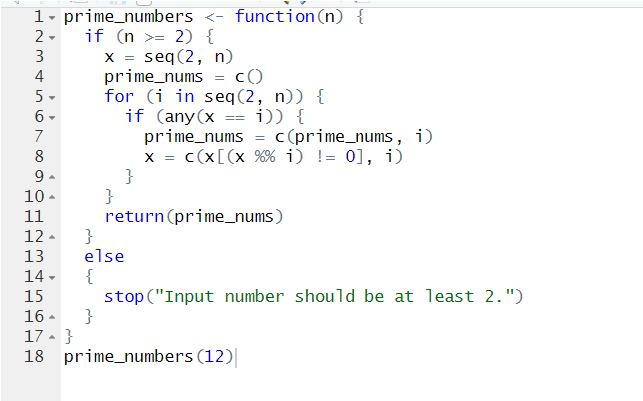 1 prime_numbers <- function(n) {
2   if (n >= 2) {
3     x = seq(2, n)
4     prime_nums = c()
5     for (i in seq(2, n)) {
6       if (any(x == i)) {
7         prime_nums = c(prime_nums, i)
8         x = c(x[(x %% i) != 0], i)
9       }
10     }
11     return(prime_nums)
12   }
13   else
14   {
15     stop("Input number should be at least 2.")
16   }
17 }
18 prime_numbers(12)